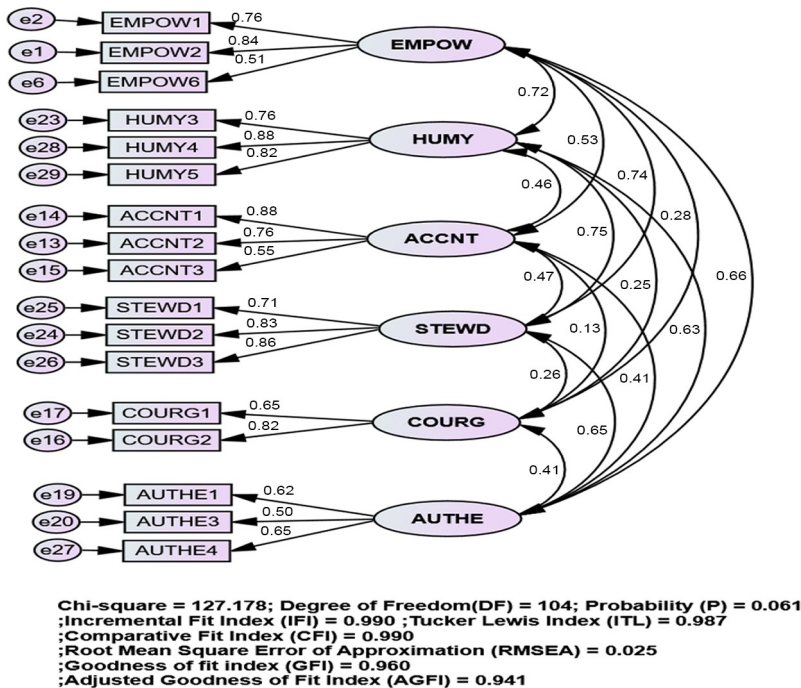 e2 EMPOW1 0.76
e1 EMPOW2 0.84 EMPOW
e6 EMPOW6 0.51
0.72
e23 HUMY3 0.76
e28 HUMY4 0.88 HUMY 0.53
e29 HUMY5 0.82
0.46 0.74
e14 ACCNT1 0.88 0.28
e13 ACCNT2 0.76 ACCNT 0.75
e15 ACCNT3 0.55
0.47 0.25 0.66
e25 STEWD1 0.71
e24 STEWD2 0.83 STEWD 0.13 0.63
e26 STEWD3 0.86
0.26 0.41
e17 COURG1 0.65
e16 COURG2 0.82 COURG 0.65
0.41
e19 AUTHE1 0.62
e20 AUTHE3 0.50 AUTHE
e27 AUTHE4 0.65
Chi-square = 127.178; Degree of Freedom(DF) = 104; Probability (P) = 0.061
;Incremental Fit Index (IFI) = 0.990 ;Tucker Lewis Index (ITL) = 0.987
;Comparative Fit Index (CFI) = 0.990
;Root Mean Square Error of Approximation (RMSEA) = 0.025
;Goodness of fit index (GFI) = 0.960
;Adjusted Goodness of Fit Index (AGFI) = 0.941